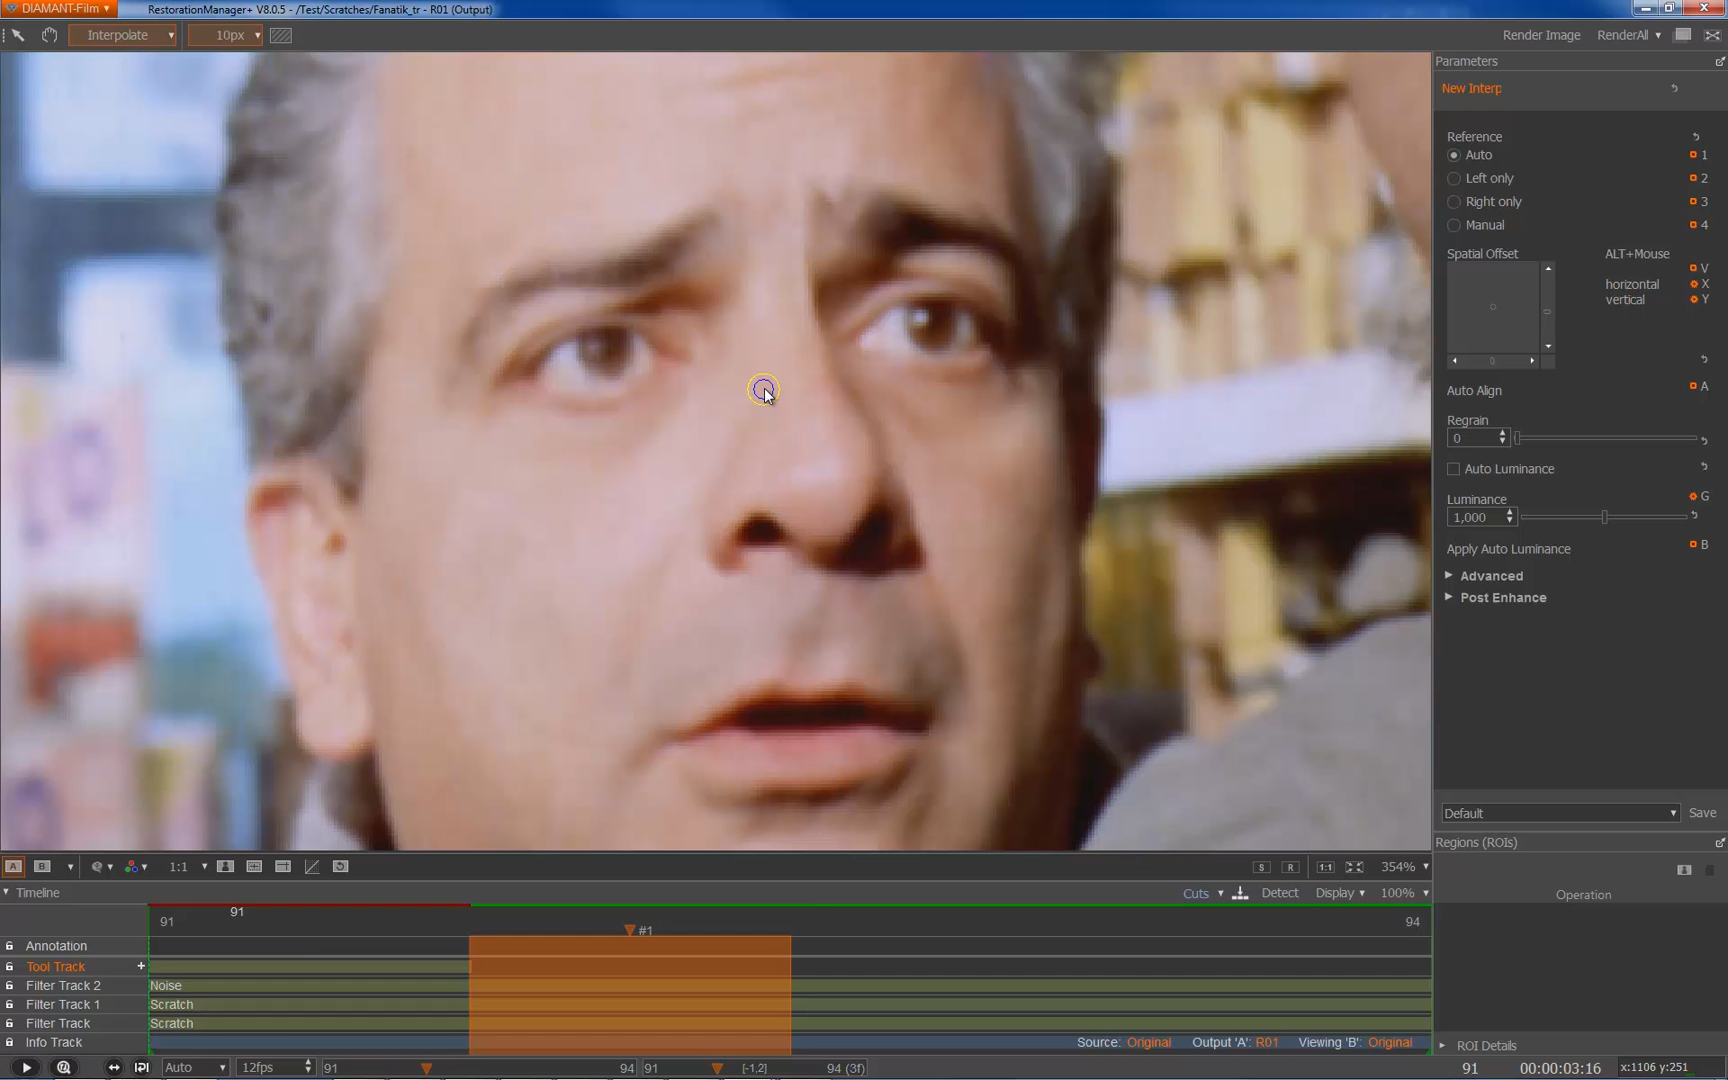 DIAMANT-Film RestorationManager+ V8.0.5 - /Test/Scratches/Fanatik_tr - R01 (Output)
Interpolate 10px Render Image RenderAll
Parameters
New Interp
Reference
Auto 1
Left only 2
Right only 3
Manual 4
Spatial Offset ALT+Mouse
V
horizontal X
vertical Y
0
Auto Align A
Regrain
0
Auto Luminance
Luminance G
1,000
Apply Auto Luminance B
Advanced
Post Enhance
Default Save
Regions (ROIs)
Operation
ROI Details
A B 1:1 S R 1:1 354%
Timeline Cuts Detect Display 100%
91
91 #1 94
Annotation
Tool Track +
Filter Track 2 Noise
Filter Track 1 Scratch
Filter Track Scratch
Info Track Source: Original Output 'A': R01 Viewing 'B': Original
Auto 12fps 91 94 91 [-1,2] 94 (3f) 91 00:00:03:16 x:1106 y:251